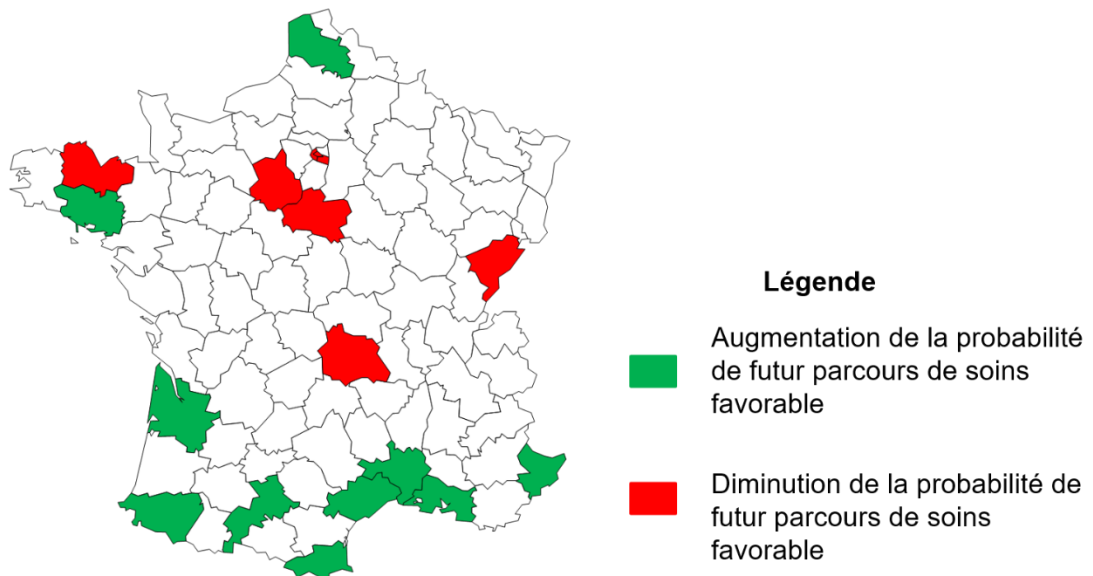 Légende
Augmentation de la probabilité
de futur parcours de soins
favorable
Diminution de la probabilité de
futur parcours de soins
favorable